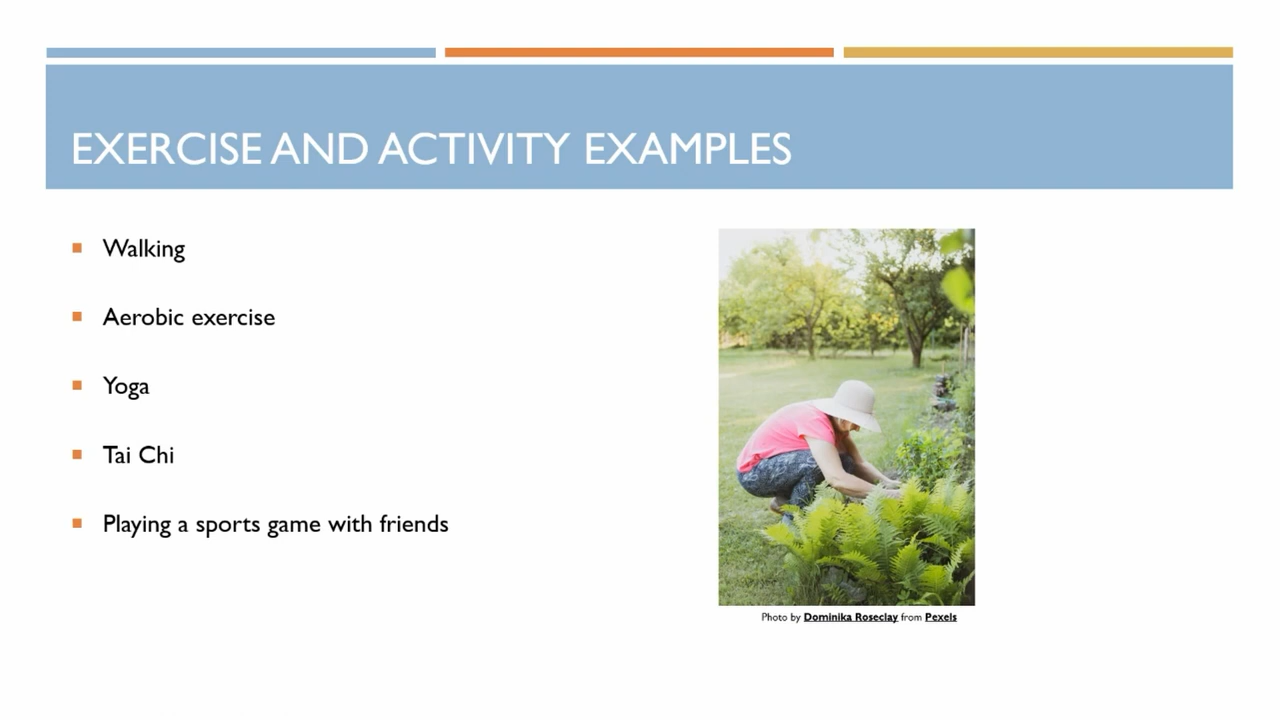 EXERCISE AND ACTIVITY EXAMPLES
Walking
Aerobic exercise
Yoga
Tai Chi
Playing a sports game with friends
Photo by Dominika Roseclay from Pexels